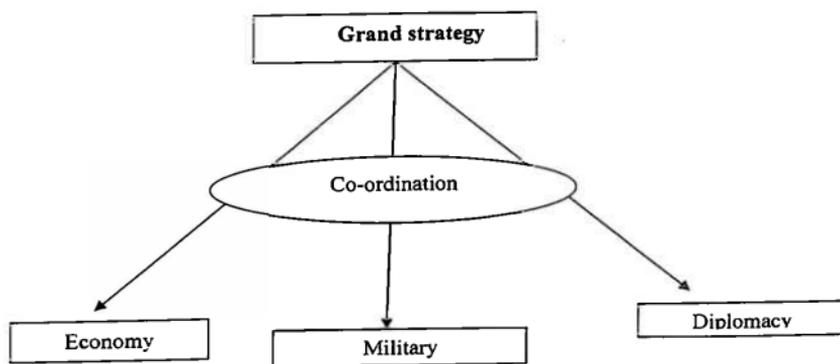 Grand strategy
Co-ordination
Economy
Military
Diplomacy